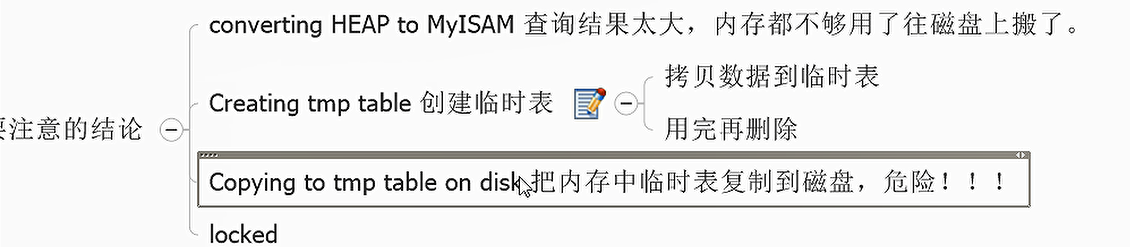 converting HEAP to MyISAM 查询结果太大，内存都不够用了往磁盘上搬了。
Creating tmp table 创建临时表
拷贝数据到临时表
用完再删除
要注意的结论
Copying to tmp table on disk 把内存中临时表复制到磁盘，危险！！！
locked